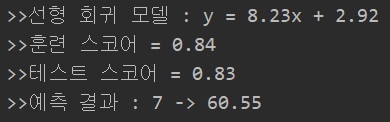 >>선형 회귀 모델 : y = 8.23x + 2.92
>>훈련 스코어 = 0.84
>>테스트 스코어 = 0.83
>>예측 결과 : 7 -> 60.55